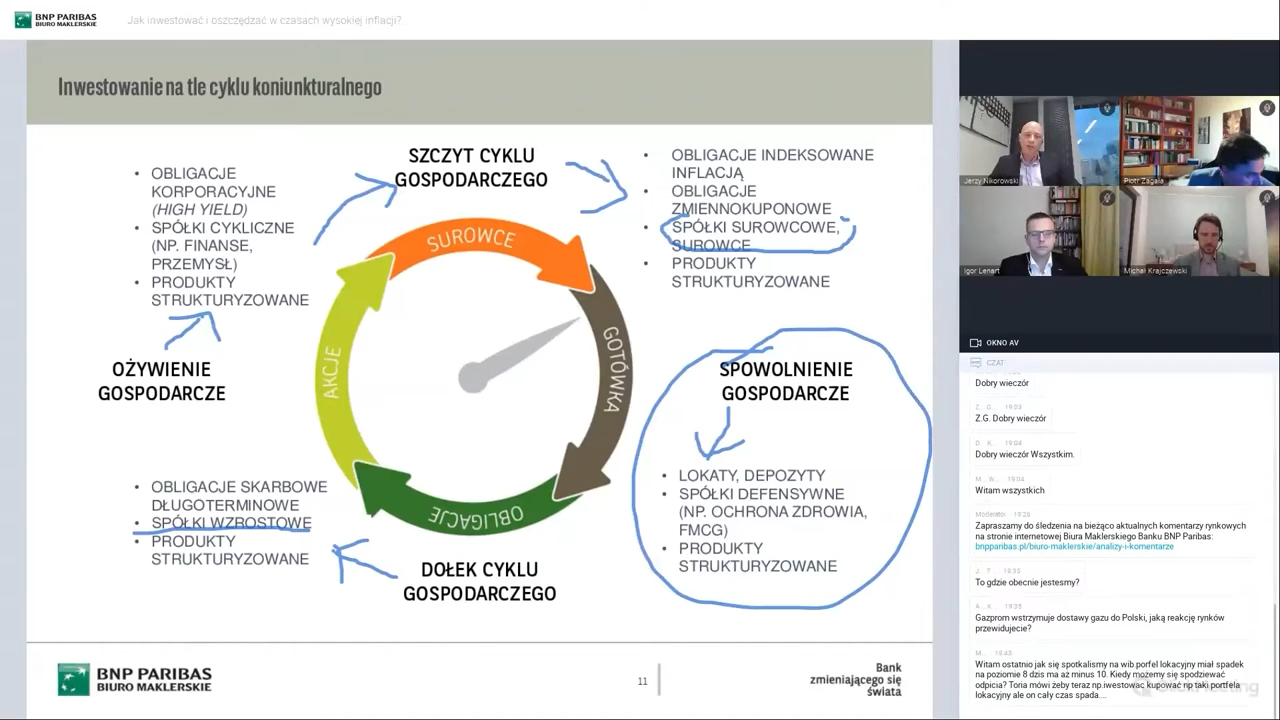 BNP PARIBAS
BIURO MAKLERSKIE
Jak inwestować i oszczędzać w czasach wysokiej inflacji?
Inwestowanie na tle cyklu koniunkturalnego
SZCZYT CYKLU
GOSPODARCZEGO
• OBLIGACJE
KORPORACYJNE
(HIGH YIELD)
• SPÓŁKI CYKLICZNE
(NP. FINANSE,
PRZEMYSŁ)
• PRODUKTY
STRUKTURYZOWANE
• OBLIGACJE INDEKSOWANE
INFLACJĄ
• OBLIGACJE
ZMIENNOKUPONOWE
• SPÓŁKI SUROWCOWE,
SUROWCE
• PRODUKTY
STRUKTURYZOWANE
SUROWCE
GOTÓWKA
AKCJE
OBLIGACJE
OŻYWIENIE
GOSPODARCZE
SPOWOLNIENIE
GOSPODARCZE
• OBLIGACJE SKARBOWE
DŁUGOTERMINOWE
• SPÓŁKI WZROSTOWE
• PRODUKTY
STRUKTURYZOWANE
• LOKATY, DEPOZYTY
• SPÓŁKI DEFENSYWNE
(NP. OCHRONA ZDROWIA,
FMCG)
• PRODUKTY
STRUKTURYZOWANE
DOŁEK CYKLU
GOSPODARCZEGO
BNP PARIBAS
BIURO MAKLERSKIE
11
Bank
zmieniającego się
świata
Jerzy Nikorowski
Piotr Zagała
Igor Lenart
Michał Krajczewski
OKNO AV
CZAT
Dobry wieczór
Z... G... 19:03
Z.G. Dobry wieczór
D... K... 19:04
Dobry wieczór Wszystkim.
M... W... 19:04
Witam wszystkich
Moderator 19:26
Zapraszamy do śledzenia na bieżąco aktualnych komentarzy rynkowych
na stronie internetowej Biura Maklerskiego Banku BNP Paribas:
bnpparibas.pl/biuro-maklerskie/analizy-i-komentarze
J... T... 19:35
To gdzie obecnie jestesmy?
A... K... 19:35
Gazprom wstrzymuje dostawy gazu do Polski, jaką reakcję rynków
przewidujecie?
M... 19:43
Witam ostatnio jak się spotkalismy na wib porfel lokacyjny miał spadek
na poziomie 8 dzis ma aż minus 10. Kiedy możemy się spodziewać
odpicia? Toria mówi żeby teraz np.iwestowac kupować np taki portfela
lokacyjny ale on cały czas spada....
ClickMeeting